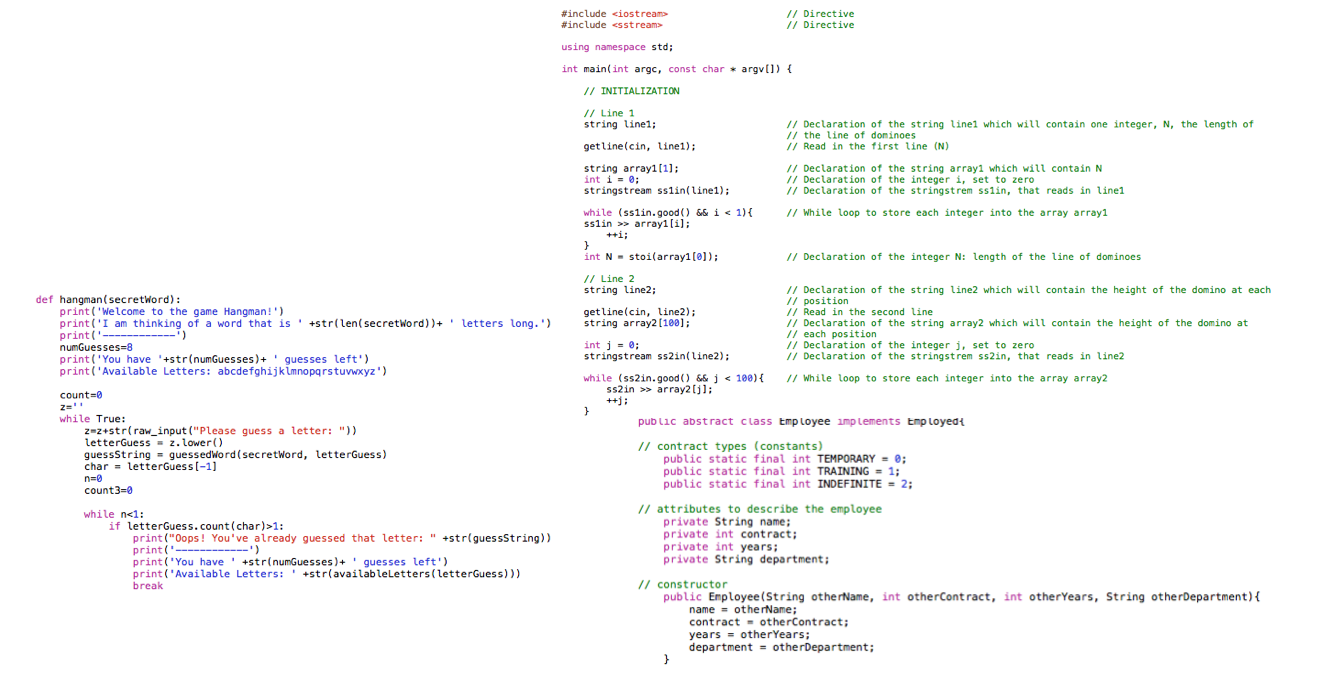 #include <iostream> // Directive
#include <sstream> // Directive
using namespace std;
int main(int argc, const char * argv[]) {
// INITIALIZATION
// Line 1
string line1; // Declaration of the string line1 which will contain one integer, N, the length of
// the line of dominoes
getline(cin, line1); // Read in the first line (N)
string array1[1]; // Declaration of the string array1 which will contain N
int i = 0; // Declaration of the integer i, set to zero
stringstream ss1in(line1); // Declaration of the stringstrem ss1in, that reads in line1
while (ss1in.good() && i < 1){ // While loop to store each integer into the array array1
ss1in >> array1[i];
++i;
}
int N = stoi(array1[0]); // Declaration of the integer N: length of the line of dominoes
// Line 2
string line2; // Declaration of the string line2 which will contain the height of the domino at each
// position
getline(cin, line2); // Read in the second line
string array2[100]; // Declaration of the string array2 which will contain the height of the domino at
// each position
int j = 0; // Declaration of the integer j, set to zero
stringstream ss2in(line2); // Declaration of the stringstrem ss2in, that reads in line2
while (ss2in.good() && j < 100){ // While loop to store each integer into the array array2
ss2in >> array2[j];
++j;
}
def hangman(secretWord):
print('Welcome to the game Hangman!')
print('I am thinking of a word that is ' +str(len(secretWord))+ ' letters long.')
print('------------')
numGuesses=8
print('You have '+str(numGuesses)+ ' guesses left')
print('Available Letters: abcdefghijklmnopqrstuvwxyz')
count=0
z=''
while True:
z=z+str(raw_input("Please guess a letter: "))
letterGuess = z.lower()
guessString = guessedWord(secretWord, letterGuess)
char = letterGuess[-1]
n=0
count3=0
while n<1:
if letterGuess.count(char)>1:
print("Oops! You've already guessed that letter: " +str(guessString))
print('------------')
print('You have ' +str(numGuesses)+ ' guesses left')
print('Available Letters: ' +str(availableLetters(letterGuess)))
break
public abstract class Employee implements Employed{
// contract types (constants)
public static final int TEMPORARY = 0;
public static final int TRAINING = 1;
public static final int INDEFINITE = 2;
// attributes to describe the employee
private String name;
private int contract;
private int years;
private String department;
// constructor
public Employee(String otherName, int otherContract, int otherYears, String otherDepartment){
name = otherName;
contract = otherContract;
years = otherYears;
department = otherDepartment;
}